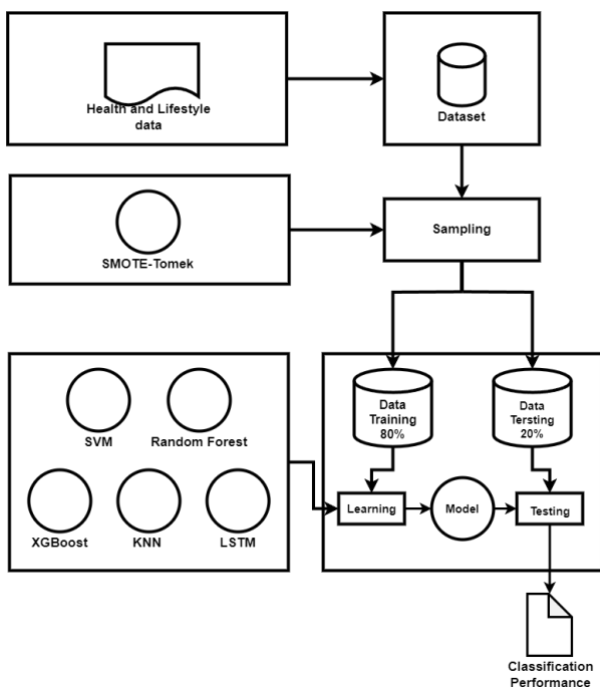 Health and Lifestyle
data
Dataset
SMOTE-Tomek
Sampling
SVM
Random Forest
XGBoost
KNN
LSTM
Data
Training
80%
Data
Tersting
20%
Learning
Model
Testing
Classification
Performance